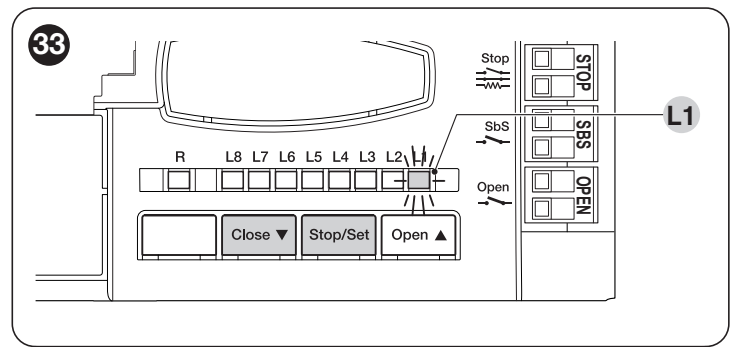 33
Stop
STOP
L1
SbS
SBS
R L8 L7 L6 L5 L4 L3 L2 L1
Open
OPEN
Close ▼ Stop/Set Open ▲